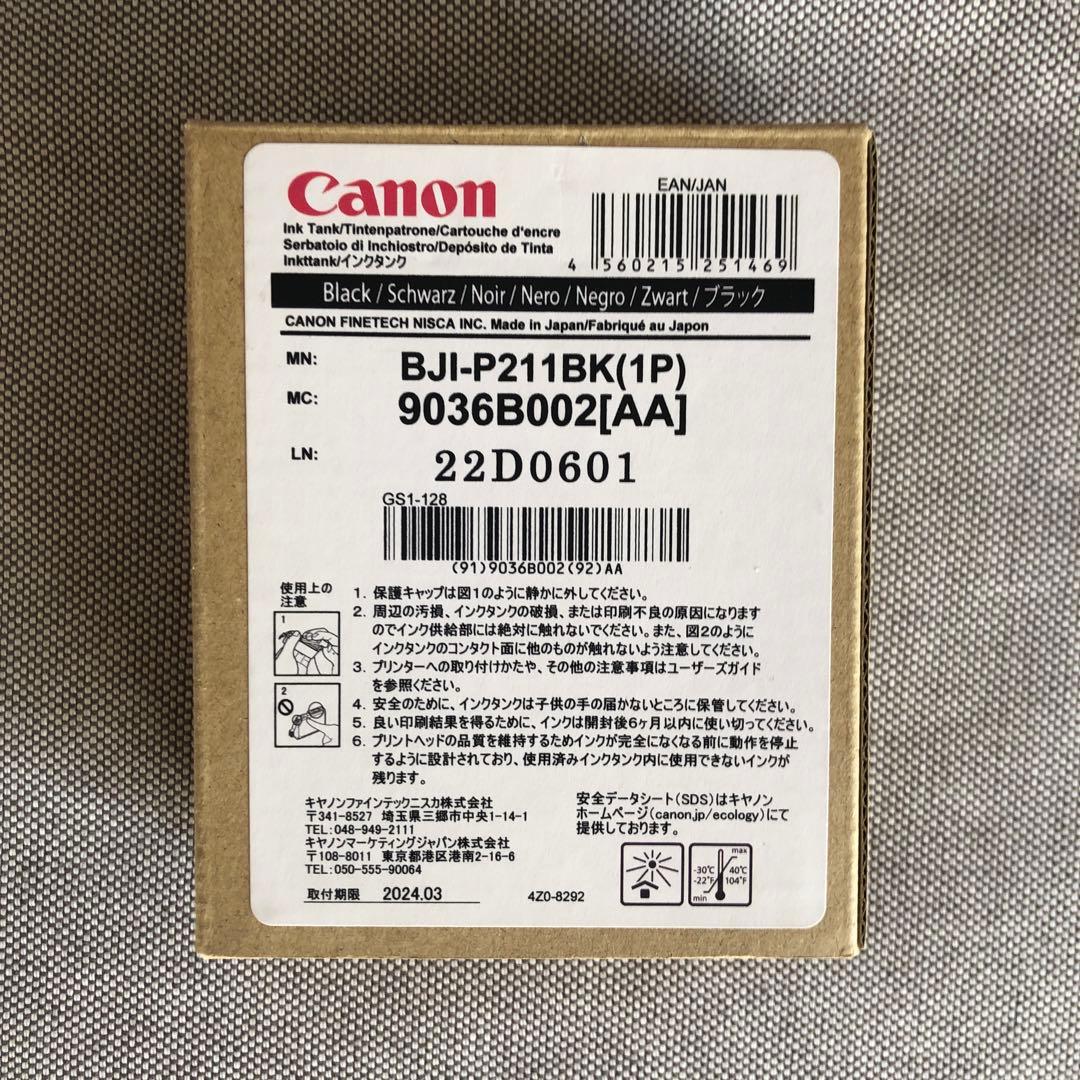 Canon
EAN/JAN
Ink Tank/Tintenpatrone/Cartouche d'encre
Serbatoio di Inchiostro/Depósito de Tinta
Inkttank/インクタンク
4 560215 251469
Black / Schwarz / Noir / Nero / Negro / Zwart / ブラック
CANON FINETECH NISCA INC. Made in Japan/Fabriqué au Japon
MN: BJI-P211BK(1P)
MC: 9036B002[AA]
LN: 22D0601
GS1-128
(91)9036B002(92)AA
使用上の
注意
1
2
1. 保護キャップは図1のように静かに外してください。
2. 周辺の汚損、インクタンクの破損、または印刷不良の原因になります
のでインク供給部には絶対に触れないでください。また、図2のように
インクタンクのコンタクト面に他のものが触れないよう注意してください。
3. プリンターへの取り付けかたや、その他の注意事項はユーザーズガイド
を参照ください。
4. 安全のために、インクタンクは子供の手の届かないところに保管してください。
5. 良い印刷結果を得るために、インクは開封後6ヶ月以内に使い切ってください。
6. プリントヘッドの品質を維持するためインクが完全になくなる前に動作を停止
するように設計されており、使用済みインクタンク内に使用できないインクが
残ります。
キヤノンファインテックニスカ株式会社
〒341-8527 埼玉県三郷市中央1-14-1
TEL:048-949-2111
キヤノンマーケティングジャパン株式会社
〒108-8011 東京都港区港南2-16-6
TEL:050-555-90064
取付期限 2024.03
4Z0-8292
安全データシート(SDS)はキヤノン
ホームページ(canon.jp/ecology)にて
提供しております。
max
-30℃ 40℃
-22°F 104°F
min